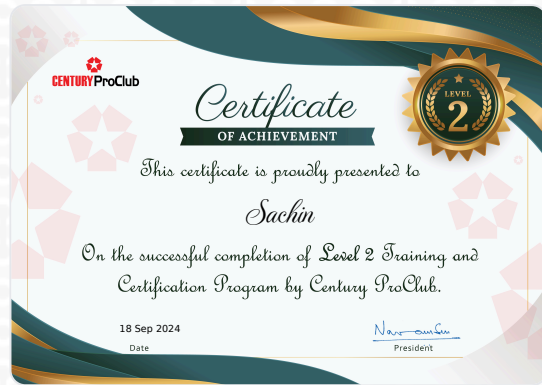 CENTURY ProClub
LEVEL
2
Certificate
OF ACHIEVEMENT
This certificate is proudly presented to
Sachin
On the successful completion of Level 2 Training and
Certification Program by Century ProClub.
18 Sep 2024
Date
President